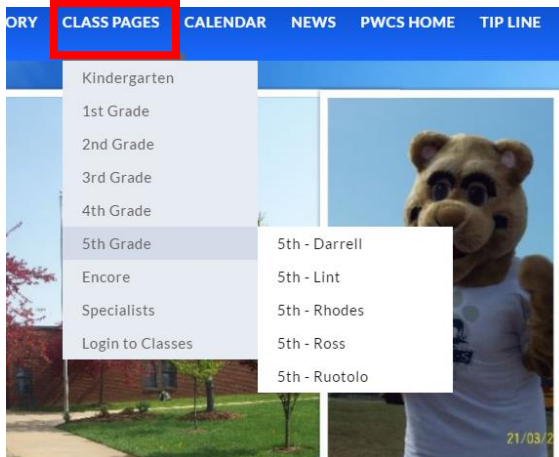 ORY CLASS PAGES CALENDAR NEWS PWCS HOME TIP LINE
Kindergarten
1st Grade
2nd Grade
3rd Grade
4th Grade
5th Grade
Encore
Specialists
Login to Classes
5th - Darrell
5th - Lint
5th - Rhodes
5th - Ross
5th - Ruotolo
21/03/2